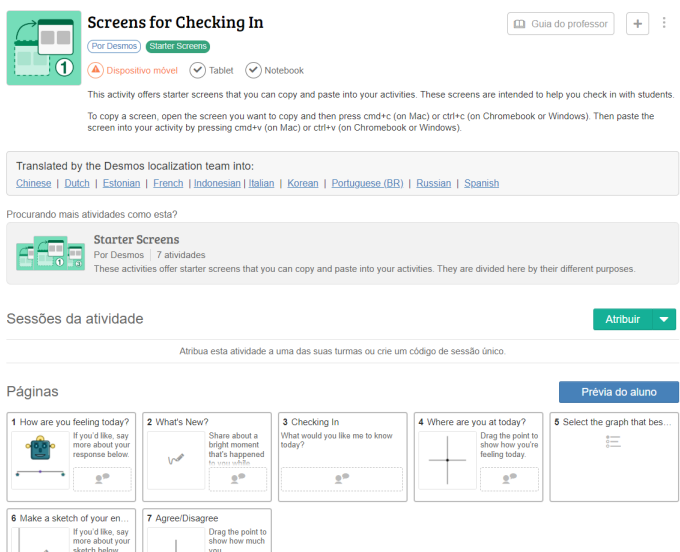 Screens for Checking In
Guia do professor
Por Desmos Starter Screens
Dispositivo móvel Tablet Notebook
This activity offers starter screens that you can copy and paste into your activities. These screens are intended to help you check in with students.
To copy a screen, open the screen you want to copy and then press cmd+c (on Mac) or ctrl+c (on Chromebook or Windows). Then paste the
screen into your activity by pressing cmd+v (on Mac) or ctrl+v (on Chromebook or Windows).
Translated by the Desmos localization team into:
Chinese | Dutch | Estonian | French | Indonesian | Italian | Korean | Portuguese (BR) | Russian | Spanish
Procurando mais atividades como esta?
Starter Screens
Por Desmos | 7 atividades
These activities offer starter screens that you can copy and paste into your activities. They are divided here by their different purposes.
Sessões da atividade
Atribuir
Atribua esta atividade a uma das suas turmas ou crie um código de sessão único.
Páginas
Prévia do aluno
1 How are you feeling today?
If you'd like, say
more about your
response below.
2 What's New?
Share about a
bright moment
that's happened
to you while
3 Checking In
What would you like me to know
today?
4 Where are you at today?
Drag the point to
show how you're
feeling today.
5 Select the graph that bes...
6 Make a sketch of your en...
If you'd like, say
more about your
sketch below.
7 Agree/Disagree
Drag the point to
show how much
you